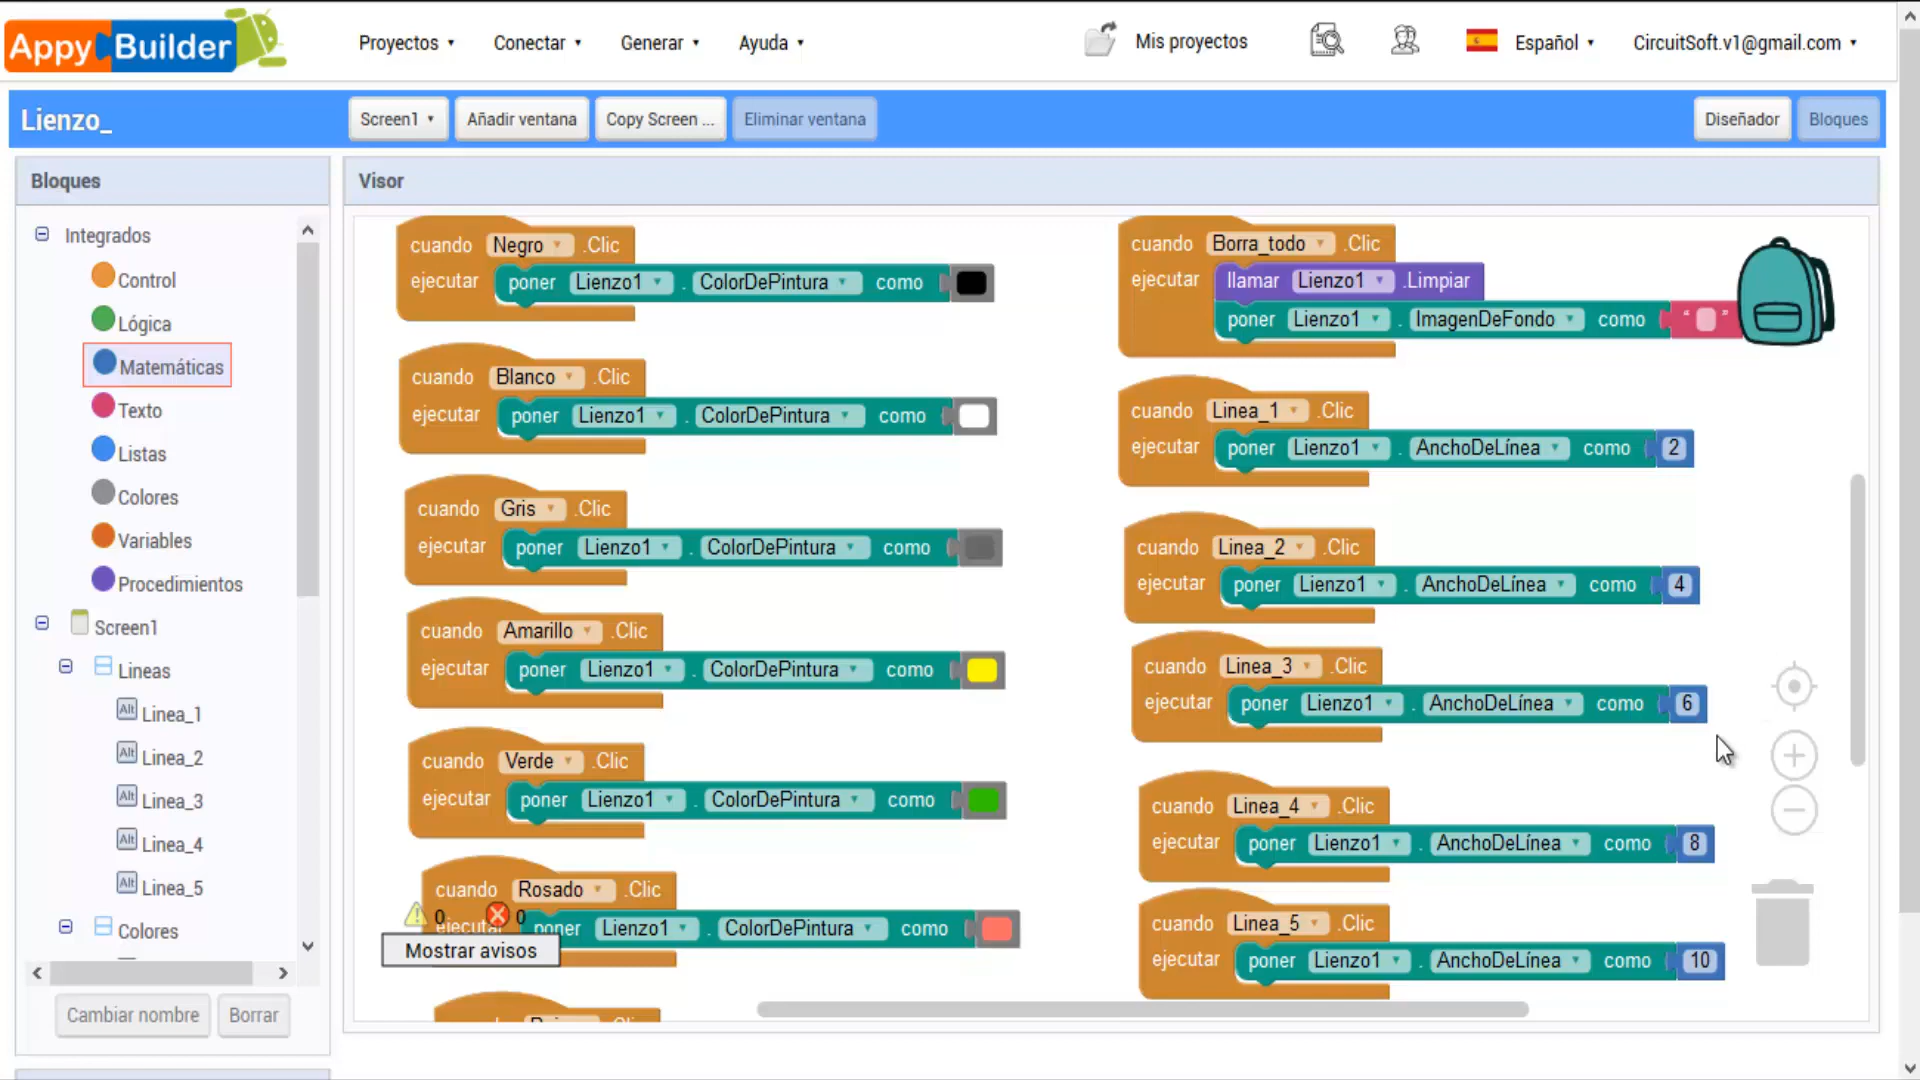 AppyBuilder
Proyectos
Conectar
Generar
Ayuda
Mis proyectos
Español
CircuitSoft.v1@gmail.com
Lienzo_
Screen1
Añadir ventana
Copy Screen ...
Eliminar ventana
Diseñador
Bloques
Bloques
Integrados
Control
Lógica
Matemáticas
Texto
Listas
Colores
Variables
Procedimientos
Screen1
Lineas
Alt Linea_1
Alt Linea_2
Alt Linea_3
Alt Linea_4
Alt Linea_5
Colores
Cambiar nombre
Borrar
Visor
cuando Negro .Clic
ejecutar poner Lienzo1 . ColorDePintura como
cuando Blanco .Clic
ejecutar poner Lienzo1 . ColorDePintura como
cuando Gris .Clic
ejecutar poner Lienzo1 . ColorDePintura como
cuando Amarillo .Clic
ejecutar poner Lienzo1 . ColorDePintura como
cuando Verde .Clic
ejecutar poner Lienzo1 . ColorDePintura como
cuando Rosado .Clic
ejecutar poner Lienzo1 . ColorDePintura como
0 0
Mostrar avisos
cuando Borra_todo .Clic
ejecutar llamar Lienzo1 .Limpiar
poner Lienzo1 . ImagenDeFondo como “ ”
cuando Linea_1 .Clic
ejecutar poner Lienzo1 . AnchoDeLínea como 2
cuando Linea_2 .Clic
ejecutar poner Lienzo1 . AnchoDeLínea como 4
cuando Linea_3 .Clic
ejecutar poner Lienzo1 . AnchoDeLínea como 6
cuando Linea_4 .Clic
ejecutar poner Lienzo1 . AnchoDeLínea como 8
cuando Linea_5 .Clic
ejecutar poner Lienzo1 . AnchoDeLínea como 10